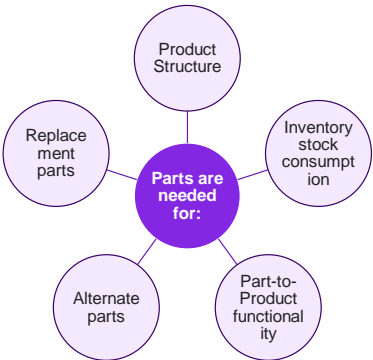 Product
Structure
Inventory
stock
consumpt
ion
Part-to-
Product
functional
ity
Alternate
parts
Replace
ment
parts
Parts are
needed
for: